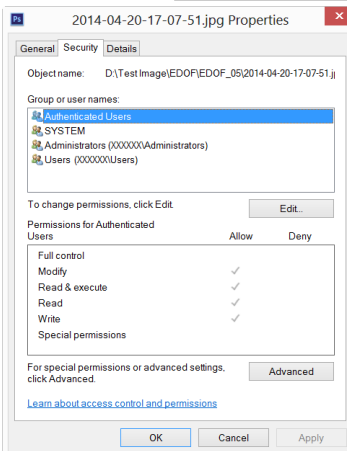 Ps 2014-04-20-17-07-51.jpg Properties
General Security Details
Object name: D:\Test Image\EDOF\EDOF_05\2014-04-20-17-07-51.j
Group or user names:
Authenticated Users
SYSTEM
Administrators (XXXXXX\Administrators)
Users (XXXXXX\Users)
To change permissions, click Edit.
Edit...
Permissions for Authenticated
Users Allow Deny
Full control
Modify
Read & execute
Read
Write
Special permissions
For special permissions or advanced settings,
click Advanced.
Advanced
Learn about access control and permissions
OK Cancel Apply